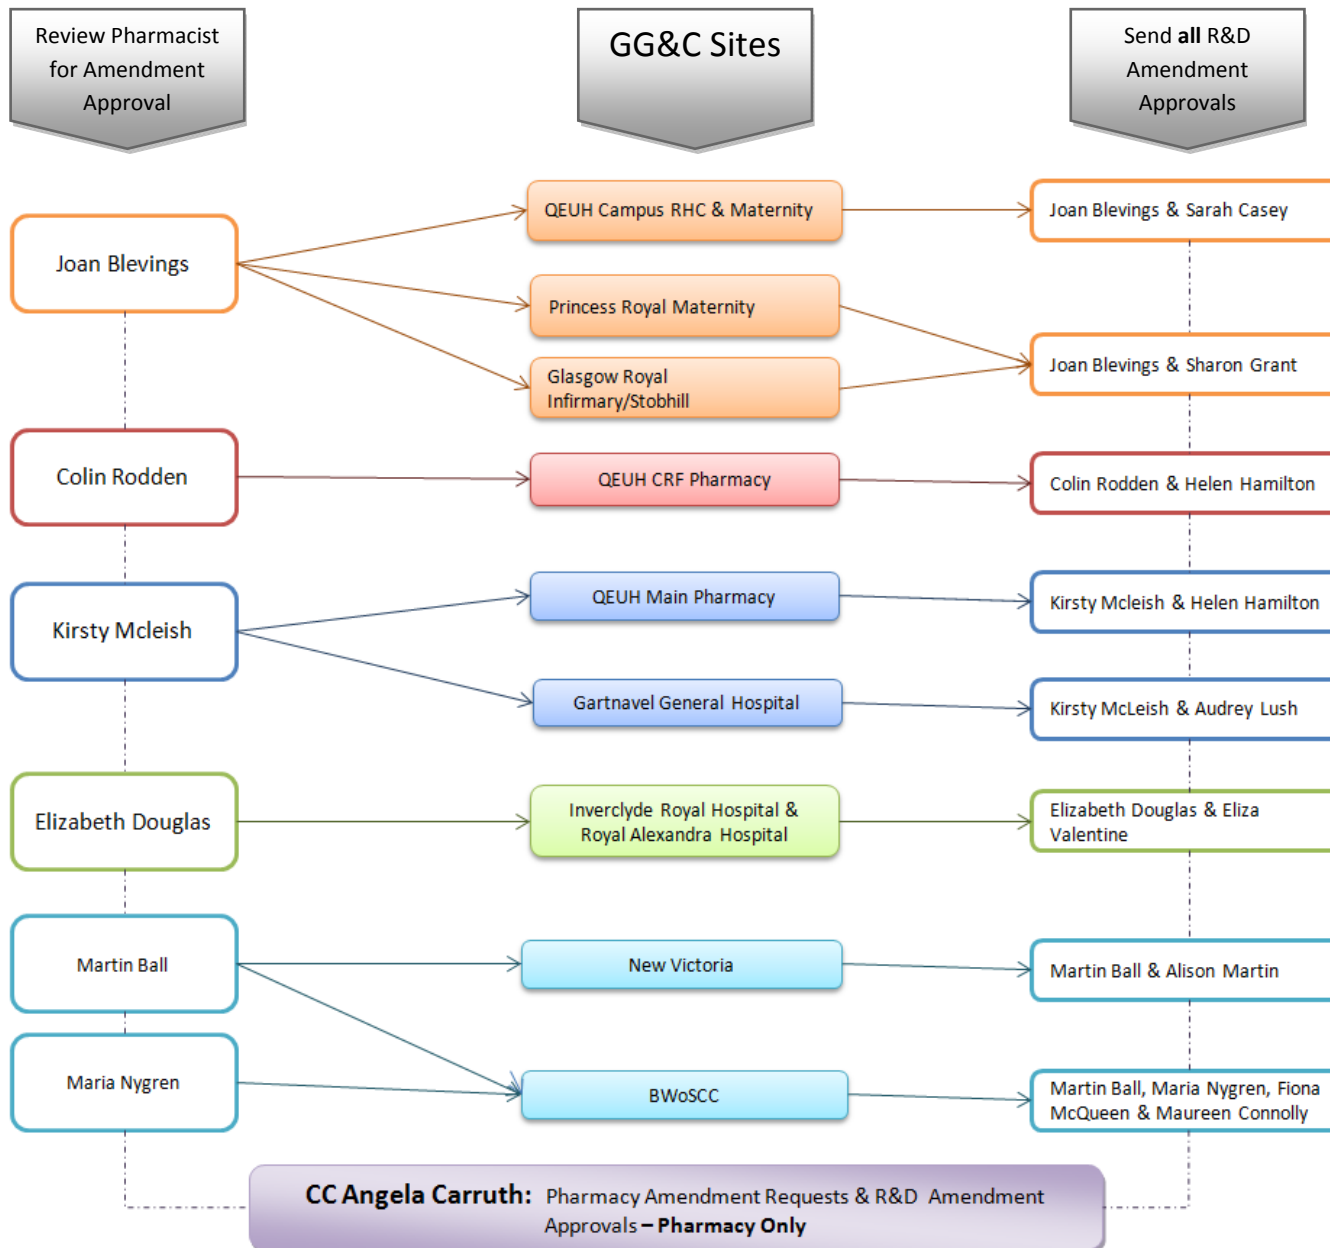 Review Pharmacist
for Amendment
Approval
GG&C Sites
Send all R&D
Amendment
Approvals
Joan Blevings
QEUH Campus RHC & Maternity
Joan Blevings & Sarah Casey
Princess Royal Maternity
Glasgow Royal
Infirmary/Stobhill
Joan Blevings & Sharon Grant
Colin Rodden
QEUH CRF Pharmacy
Colin Rodden & Helen Hamilton
Kirsty Mcleish
QEUH Main Pharmacy
Kirsty Mcleish & Helen Hamilton
Gartnavel General Hospital
Kirsty McLeish & Audrey Lush
Elizabeth Douglas
Inverclyde Royal Hospital &
Royal Alexandra Hospital
Elizabeth Douglas & Eliza
Valentine
Martin Ball
New Victoria
Martin Ball & Alison Martin
Maria Nygren
BWoSCC
Martin Ball, Maria Nygren, Fiona
McQueen & Maureen Connolly
CC Angela Carruth: Pharmacy Amendment Requests & R&D Amendment
Approvals – Pharmacy Only